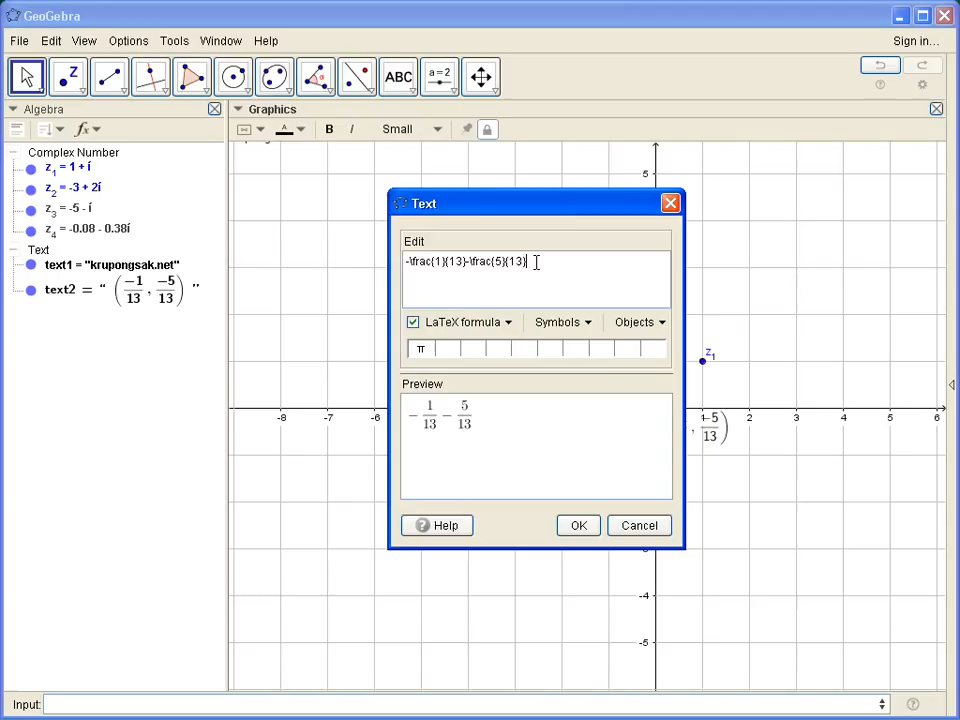 GeoGebra
File Edit View Options Tools Window Help Sign in...
Z ABC a=2
Algebra
Graphics
fx A B I Small
Complex Number
z1 = 1 + í
z2 = -3 + 2í
z3 = -5 - í
z4 = -0.08 - 0.38í
Text
text1 = "krupongsak.net"
text2 = “ (−1/13 , −5/13) ”
Text
Edit
-\frac{1}{13}-\frac{5}{13}
LaTeX formula Symbols Objects
π
Preview
− 1/13 − 5/13
Help OK Cancel
5
z1
-8 -7 -6 1 2 3 4 5 6
, −5/13)
-4
-5
Input: